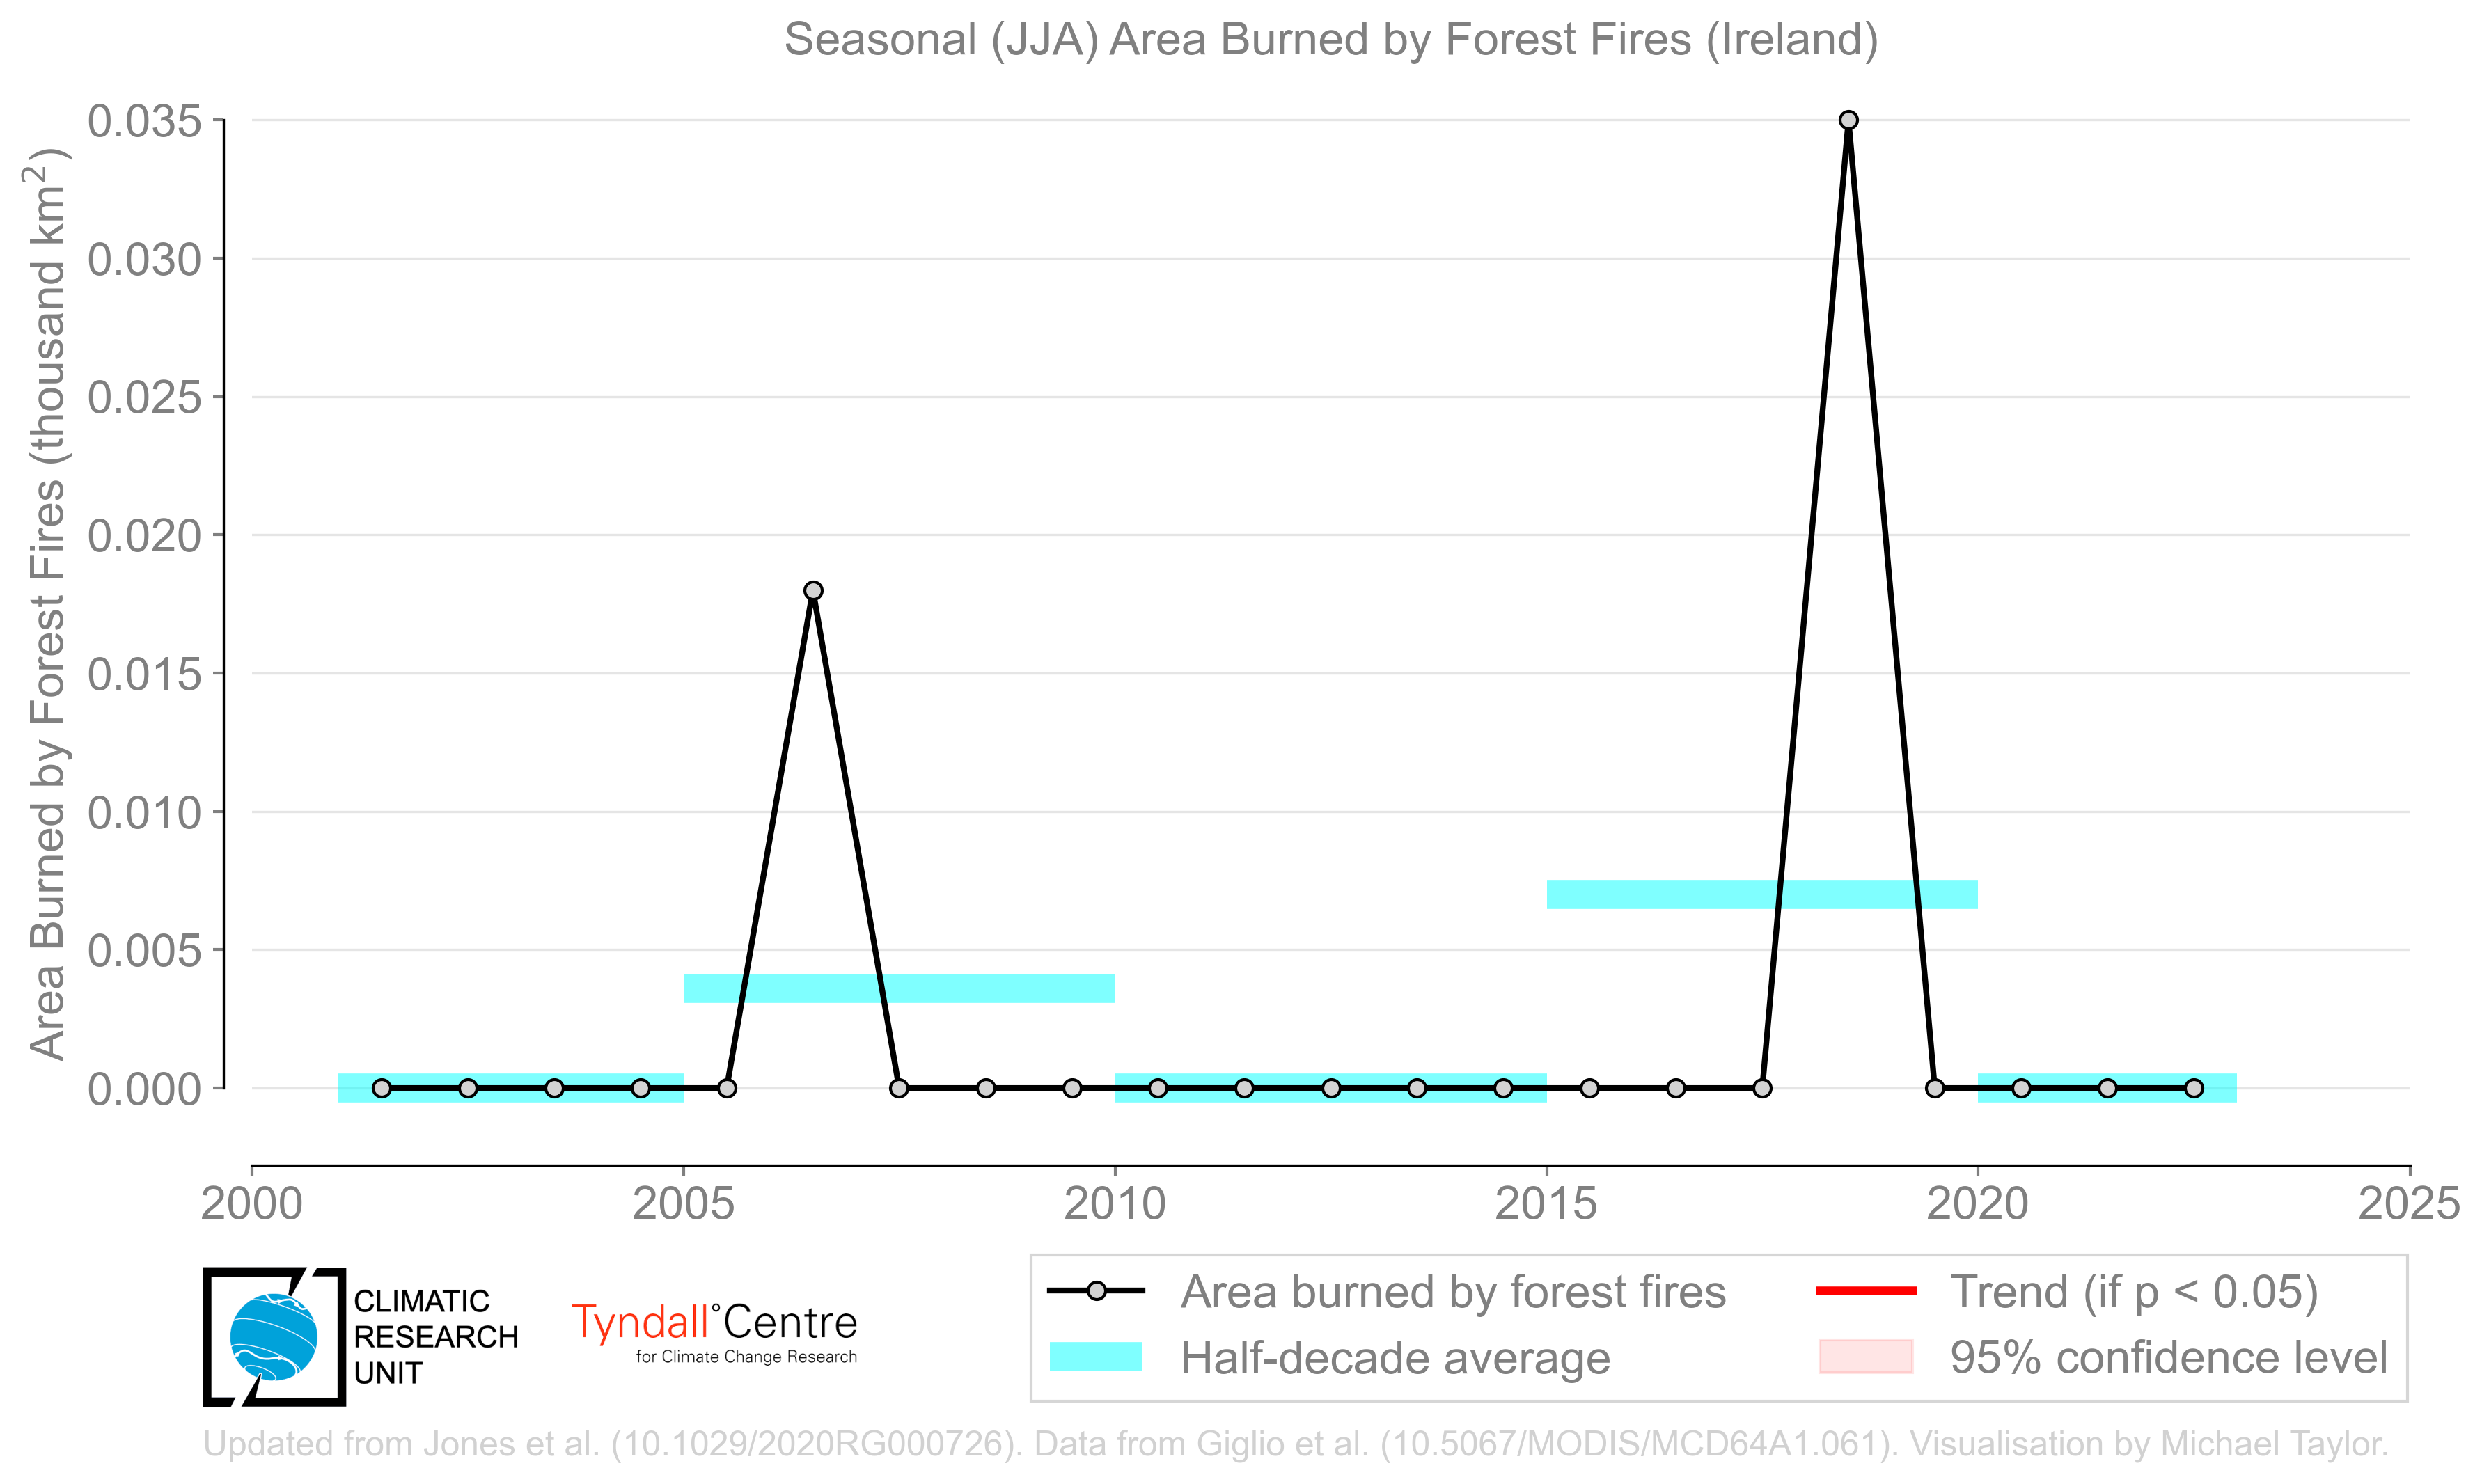 Seasonal (JJA) Area Burned by Forest Fires (Ireland)
Area Burned by Forest Fires (thousand km²)
0.035
0.030
0.025
0.020
0.015
0.010
0.005
0.000
2000 2005 2010 2015 2020 2025
CLIMATIC
RESEARCH
UNIT
Tyndall°Centre
for Climate Change Research
Area burned by forest fires
Half-decade average
Trend (if p < 0.05)
95% confidence level
Updated from Jones et al. (10.1029/2020RG000726). Data from Giglio et al. (10.5067/MODIS/MCD64A1.061). Visualisation by Michael Taylor.